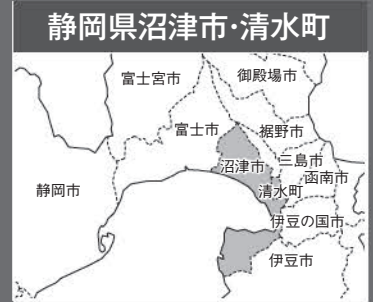 静岡県沼津市･清水町
富士宮市
御殿場市
富士市
裾野市
沼津市
三島市
函南市
静岡市
清水町
伊豆の国市
伊豆市